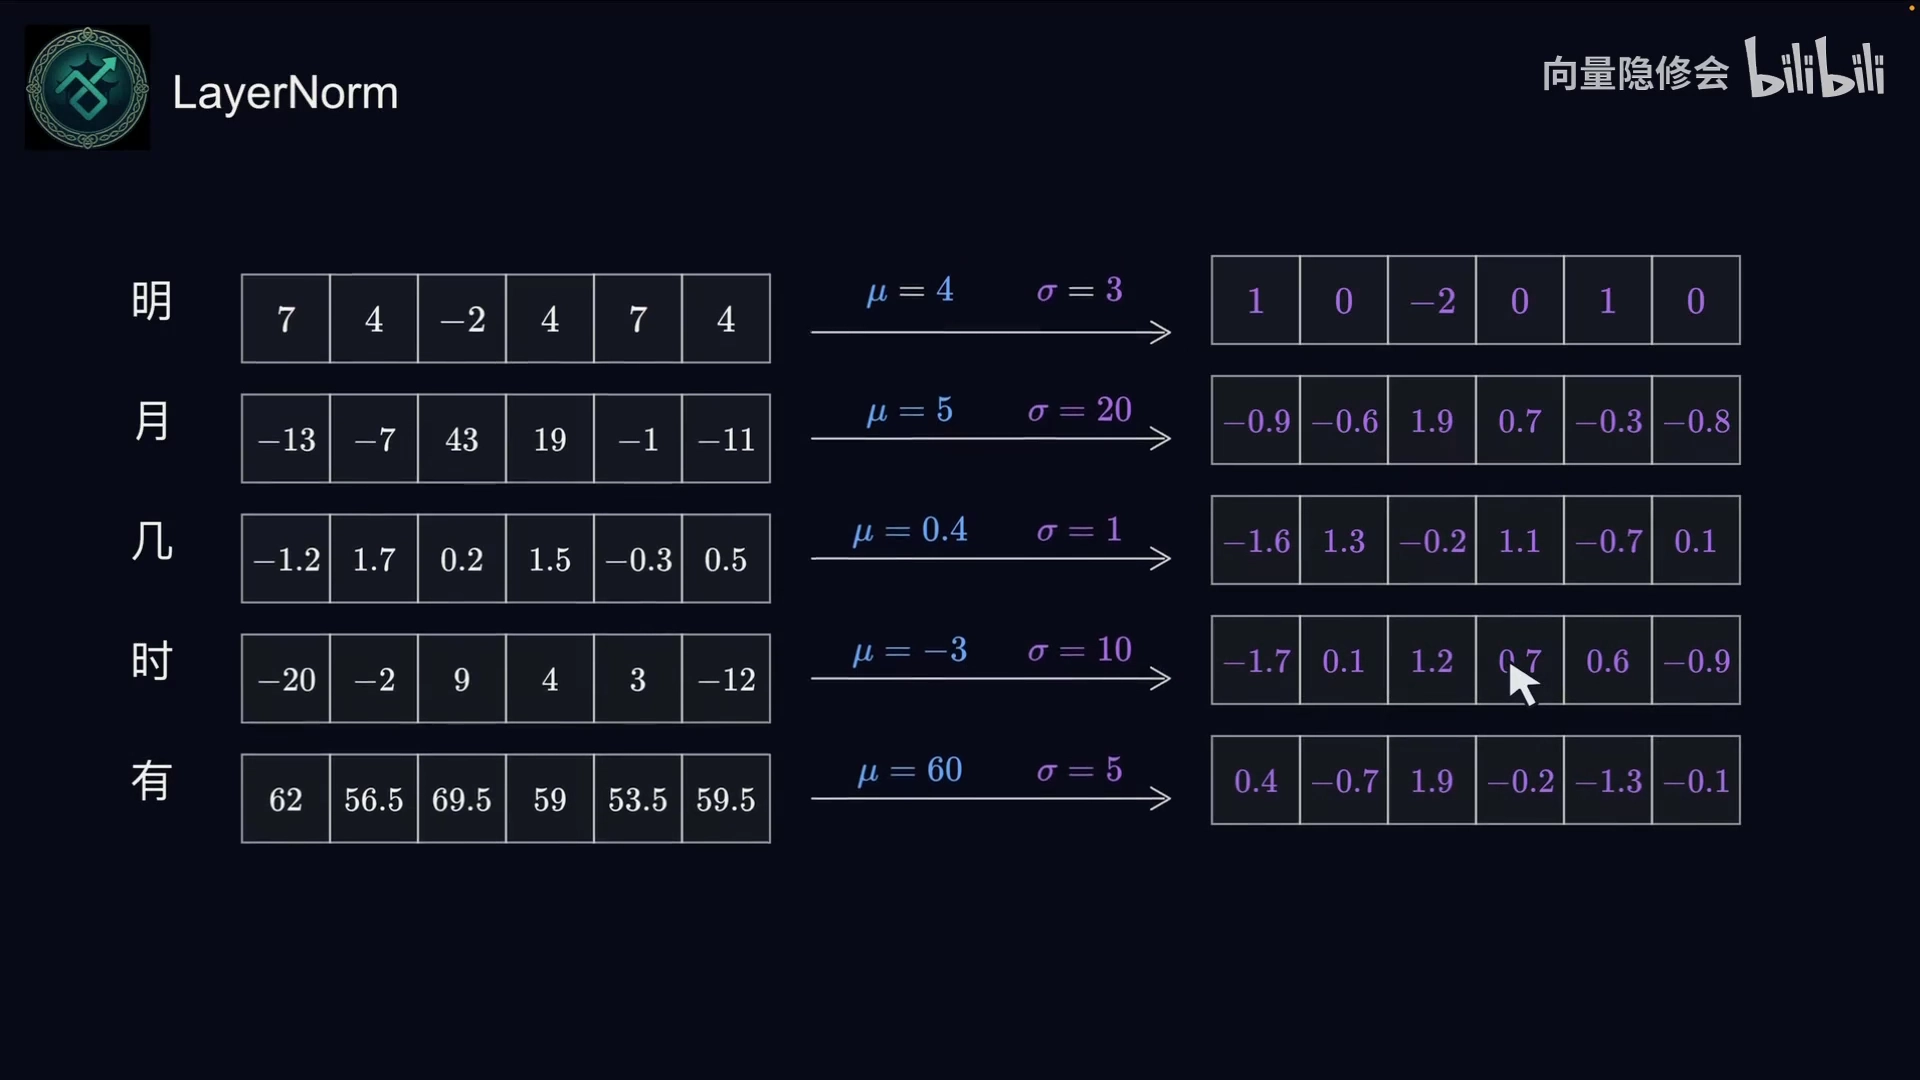 LayerNorm
向量隐修会 bilibili
明 7 4 −2 4 7 4 μ = 4 σ = 3 1 0 −2 0 1 0
月 −13 −7 43 19 −1 −11 μ = 5 σ = 20 −0.9 −0.6 1.9 0.7 −0.3 −0.8
几 −1.2 1.7 0.2 1.5 −0.3 0.5 μ = 0.4 σ = 1 −1.6 1.3 −0.2 1.1 −0.7 0.1
时 −20 −2 9 4 3 −12 μ = −3 σ = 10 −1.7 0.1 1.2 0.7 0.6 −0.9
有 62 56.5 69.5 59 53.5 59.5 μ = 60 σ = 5 0.4 −0.7 1.9 −0.2 −1.3 −0.1